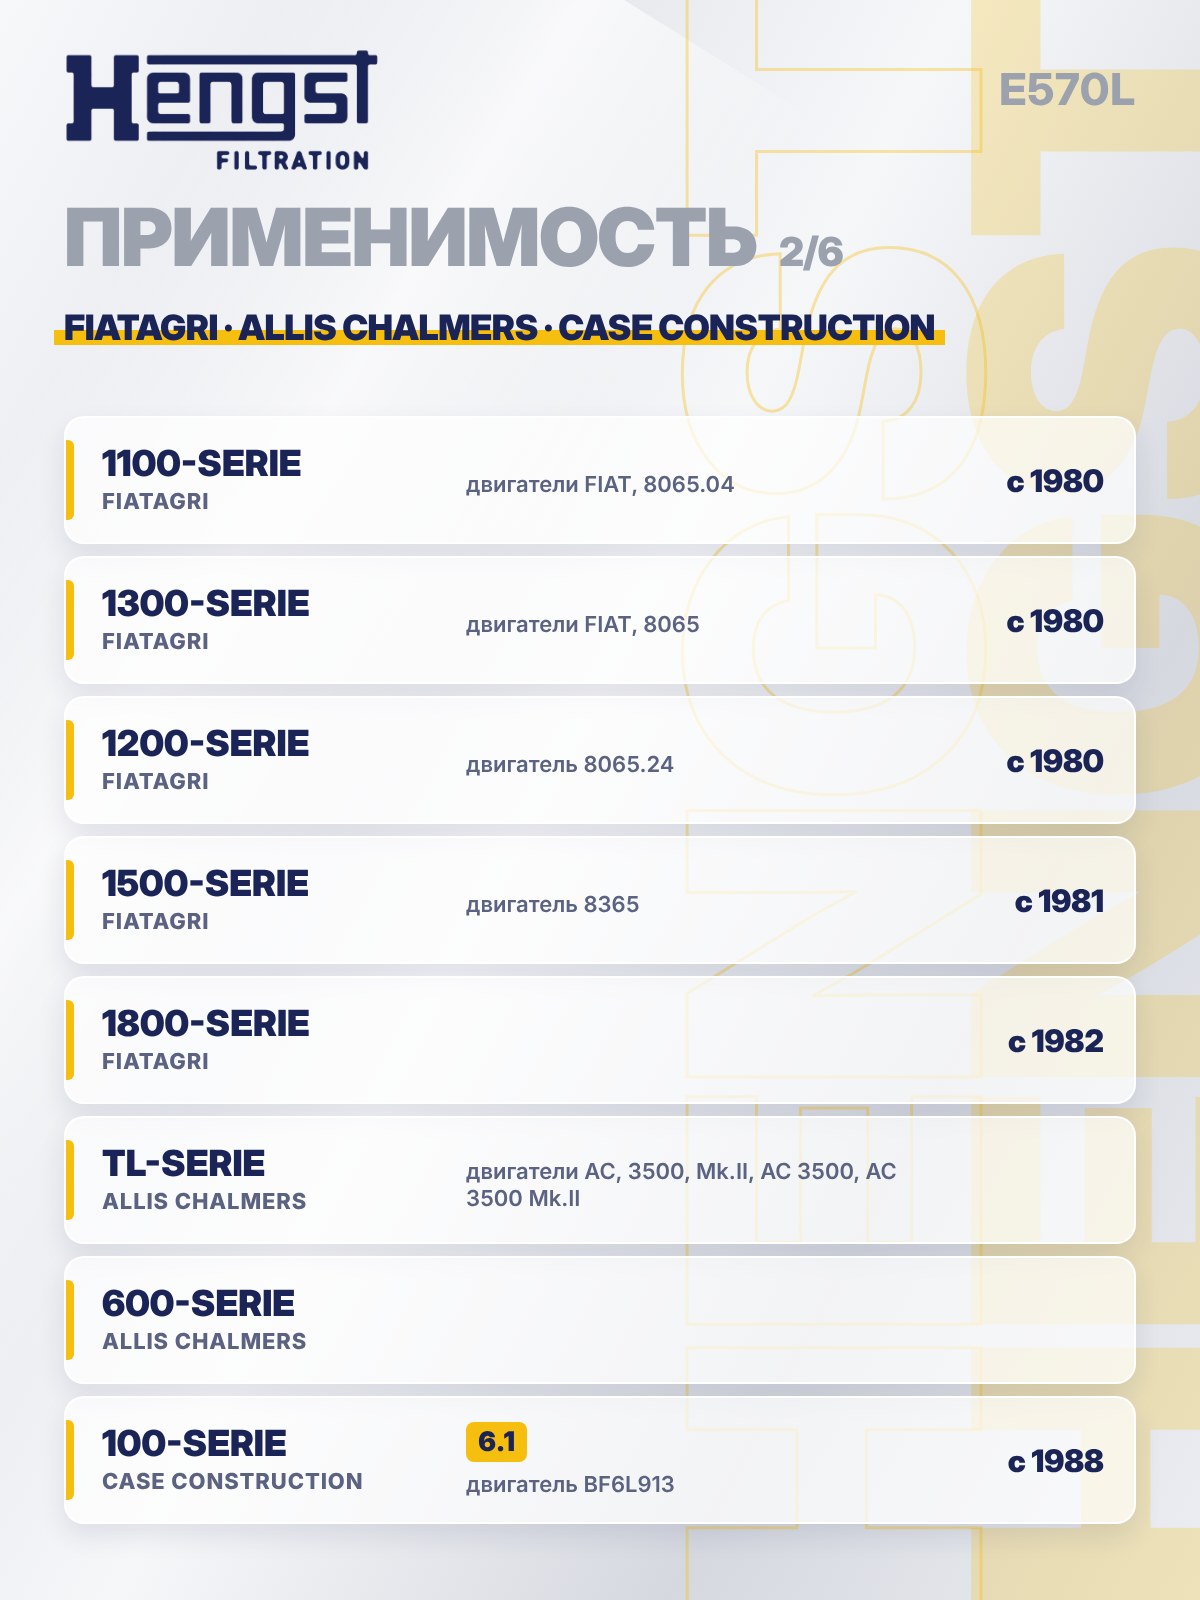 Hengst
FILTRATION
E570L
ПРИМЕНИМОСТЬ 2/6
FIATAGRI · ALLIS CHALMERS · CASE CONSTRUCTION
1100-SERIE
FIATAGRI
двигатели FIAT, 8065.04
с 1980
1300-SERIE
FIATAGRI
двигатели FIAT, 8065
с 1980
1200-SERIE
FIATAGRI
двигатель 8065.24
с 1980
1500-SERIE
FIATAGRI
двигатель 8365
с 1981
1800-SERIE
FIATAGRI
с 1982
TL-SERIE
ALLIS CHALMERS
двигатели AC, 3500, Mk.II, AC 3500, AC
3500 Mk.II
600-SERIE
ALLIS CHALMERS
100-SERIE
CASE CONSTRUCTION
6.1
двигатель BF6L913
с 1988
HENGST
HENGST